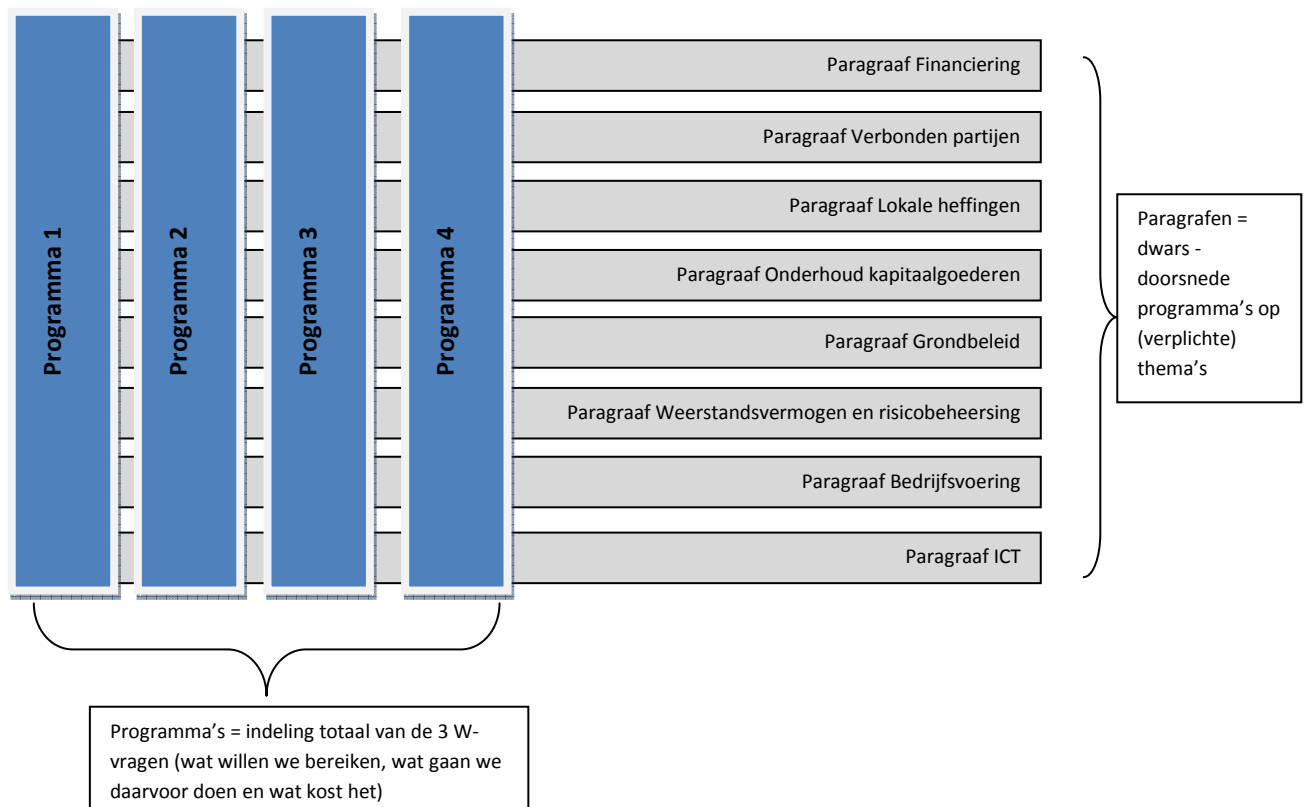 Programma 1
Programma 2
Programma 3
Programma 4
Paragraaf Financiering
Paragraaf Verbonden partijen
Paragraaf Lokale heffingen
Paragraaf Onderhoud kapitaalgoederen
Paragraaf Grondbeleid
Paragraaf Weerstandsvermogen en risicobeheersing
Paragraaf Bedrijfsvoering
Paragraaf ICT
Paragrafen =
dwars -
doorsnede
programma’s op
(verplichte)
thema’s
Programma’s = indeling totaal van de 3 W-
vragen (wat willen we bereiken, wat gaan we
daarvoor doen en wat kost het)